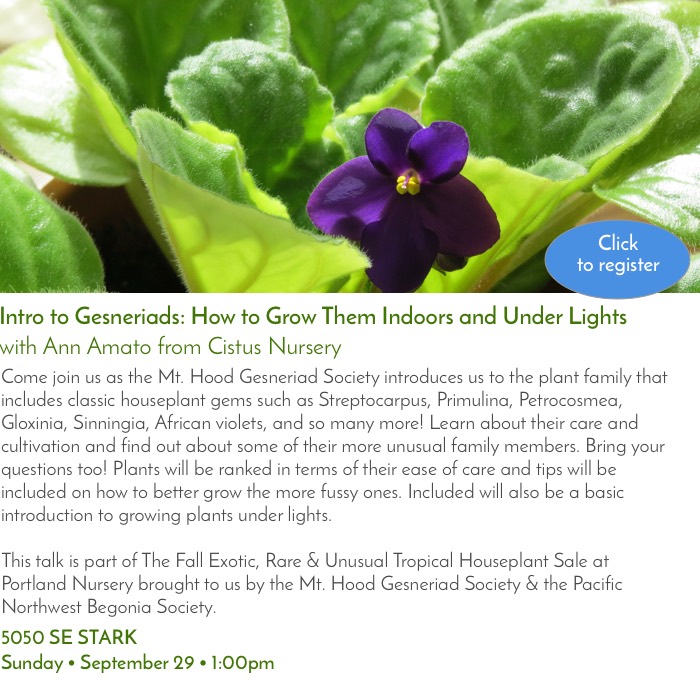 Click
to register
Intro to Gesneriads: How to Grow Them Indoors and Under Lights
with Ann Amato from Cistus Nursery
Come join us as the Mt. Hood Gesneriad Society introduces us to the plant family that
includes classic houseplant gems such as Streptocarpus, Primulina, Petrocosmea,
Gloxinia, Sinningia, African violets, and so many more! Learn about their care and
cultivation and find out about some of their more unusual family members. Bring your
questions too! Plants will be ranked in terms of their ease of care and tips will be
included on how to better grow the more fussy ones. Included will also be a basic
introduction to growing plants under lights.
This talk is part of The Fall Exotic, Rare & Unusual Tropical Houseplant Sale at
Portland Nursery brought to us by the Mt. Hood Gesneriad Society & the Pacific
Northwest Begonia Society.
5050 SE STARK
Sunday • September 29 • 1:00pm